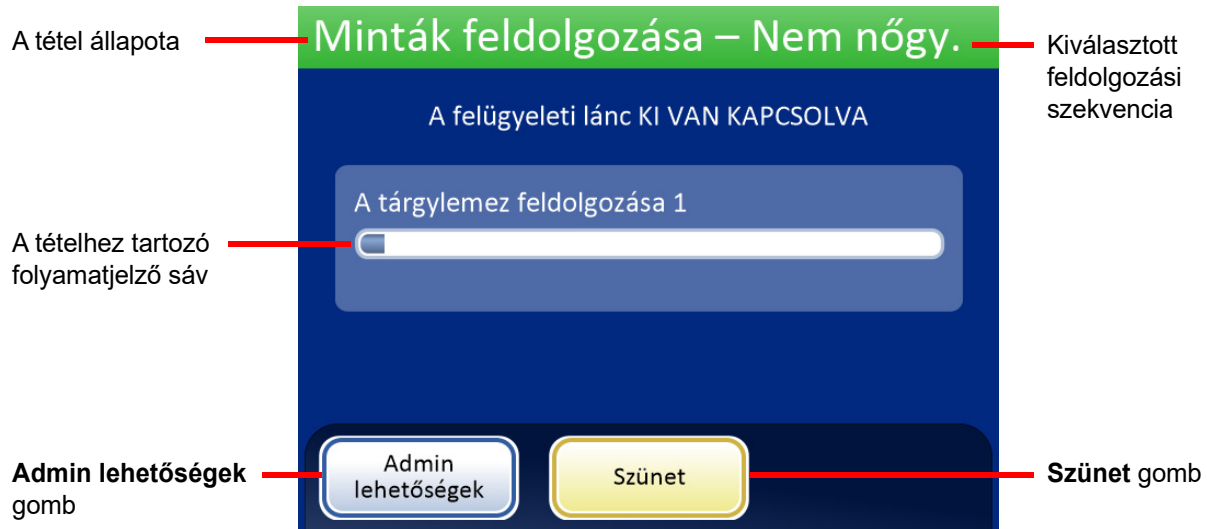 A tétel állapota
Minták feldolgozása – Nem nőgy.
Kiválasztott
feldolgozási
szekvencia
A felügyeleti lánc KI VAN KAPCSOLVA
A tárgylemez feldolgozása 1
A tételhez tartozó
folyamatjelző sáv
Admin lehetőségek
gomb
Admin
lehetőségek
Szünet
Szünet gomb